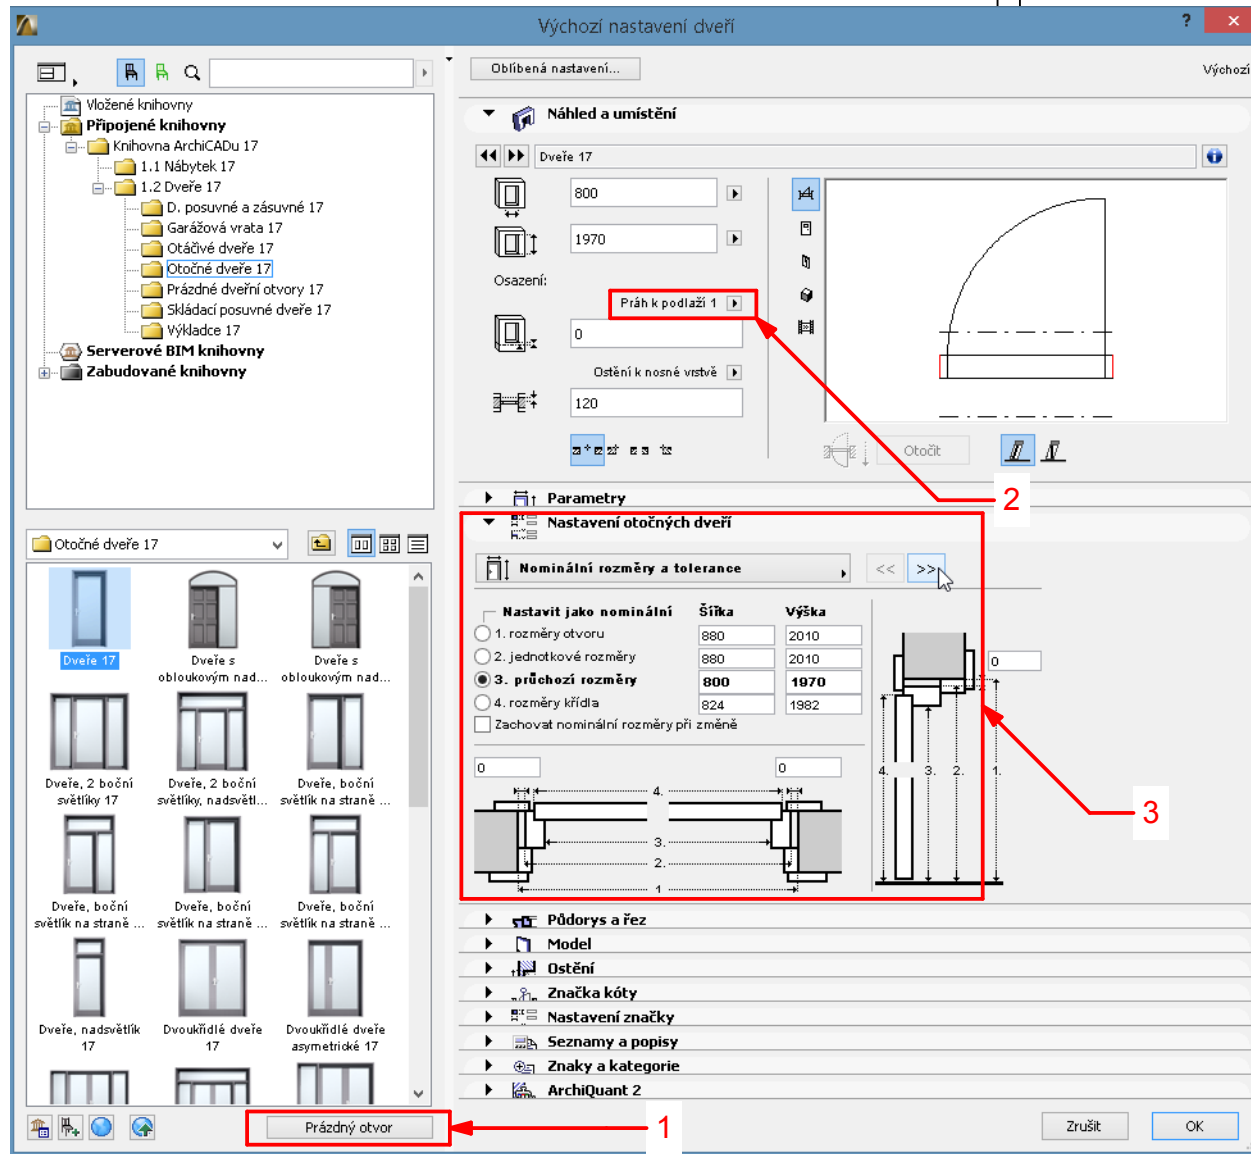 Výchozí nastavení dveří
?
Oblíbená nastavení...
Výchozí
Vložené knihovny
Připojené knihovny
Knihovna ArchiCADu 17
1.1 Nábytek 17
1.2 Dveře 17
D. posuvné a zásuvné 17
Garážová vrata 17
Otáčivé dveře 17
Otočné dveře 17
Prázdné dveřní otvory 17
Skládací posuvné dveře 17
Výkladce 17
Serverové BIM knihovny
Zabudované knihovny
Otočné dveře 17
Dveře 17
Dveře s
obloukovým nad...
Dveře s
obloukovým nad...
Dveře, 2 boční
světlíky 17
Dveře, 2 boční
světlíky, nadsvětl...
Dveře, boční
světlík na straně ...
Dveře, boční
světlík na straně ...
Dveře, boční
světlík na straně ...
Dveře, boční
světlík na straně ...
Dveře, nadsvětlík
17
Dvoukřídlé dveře
17
Dvoukřídlé dveře
asymetrické 17
Prázdný otvor
1
Náhled a umístění
Dveře 17
800
1970
Osazení:
Práh k podlaží 1
0
Ostění k nosné vrstvě
120
Otočit
2
Parametry
Nastavení otočných dveří
Nominální rozměry a tolerance
<<
>>
Nastavit jako nominální Šířka Výška
1. rozměry otvoru 880 2010
2. jednotkové rozměry 880 2010
3. průchozí rozměry 800 1970
4. rozměry křídla 824 1982
Zachovat nominální rozměry při změně
0
0
4.
3.
2.
1
0
4. 3. 2. 1.
3
Půdorys a řez
Model
Ostění
Značka kóty
Nastavení značky
Seznamy a popisy
Znaky a kategorie
ArchiQuant 2
Zrušit
OK